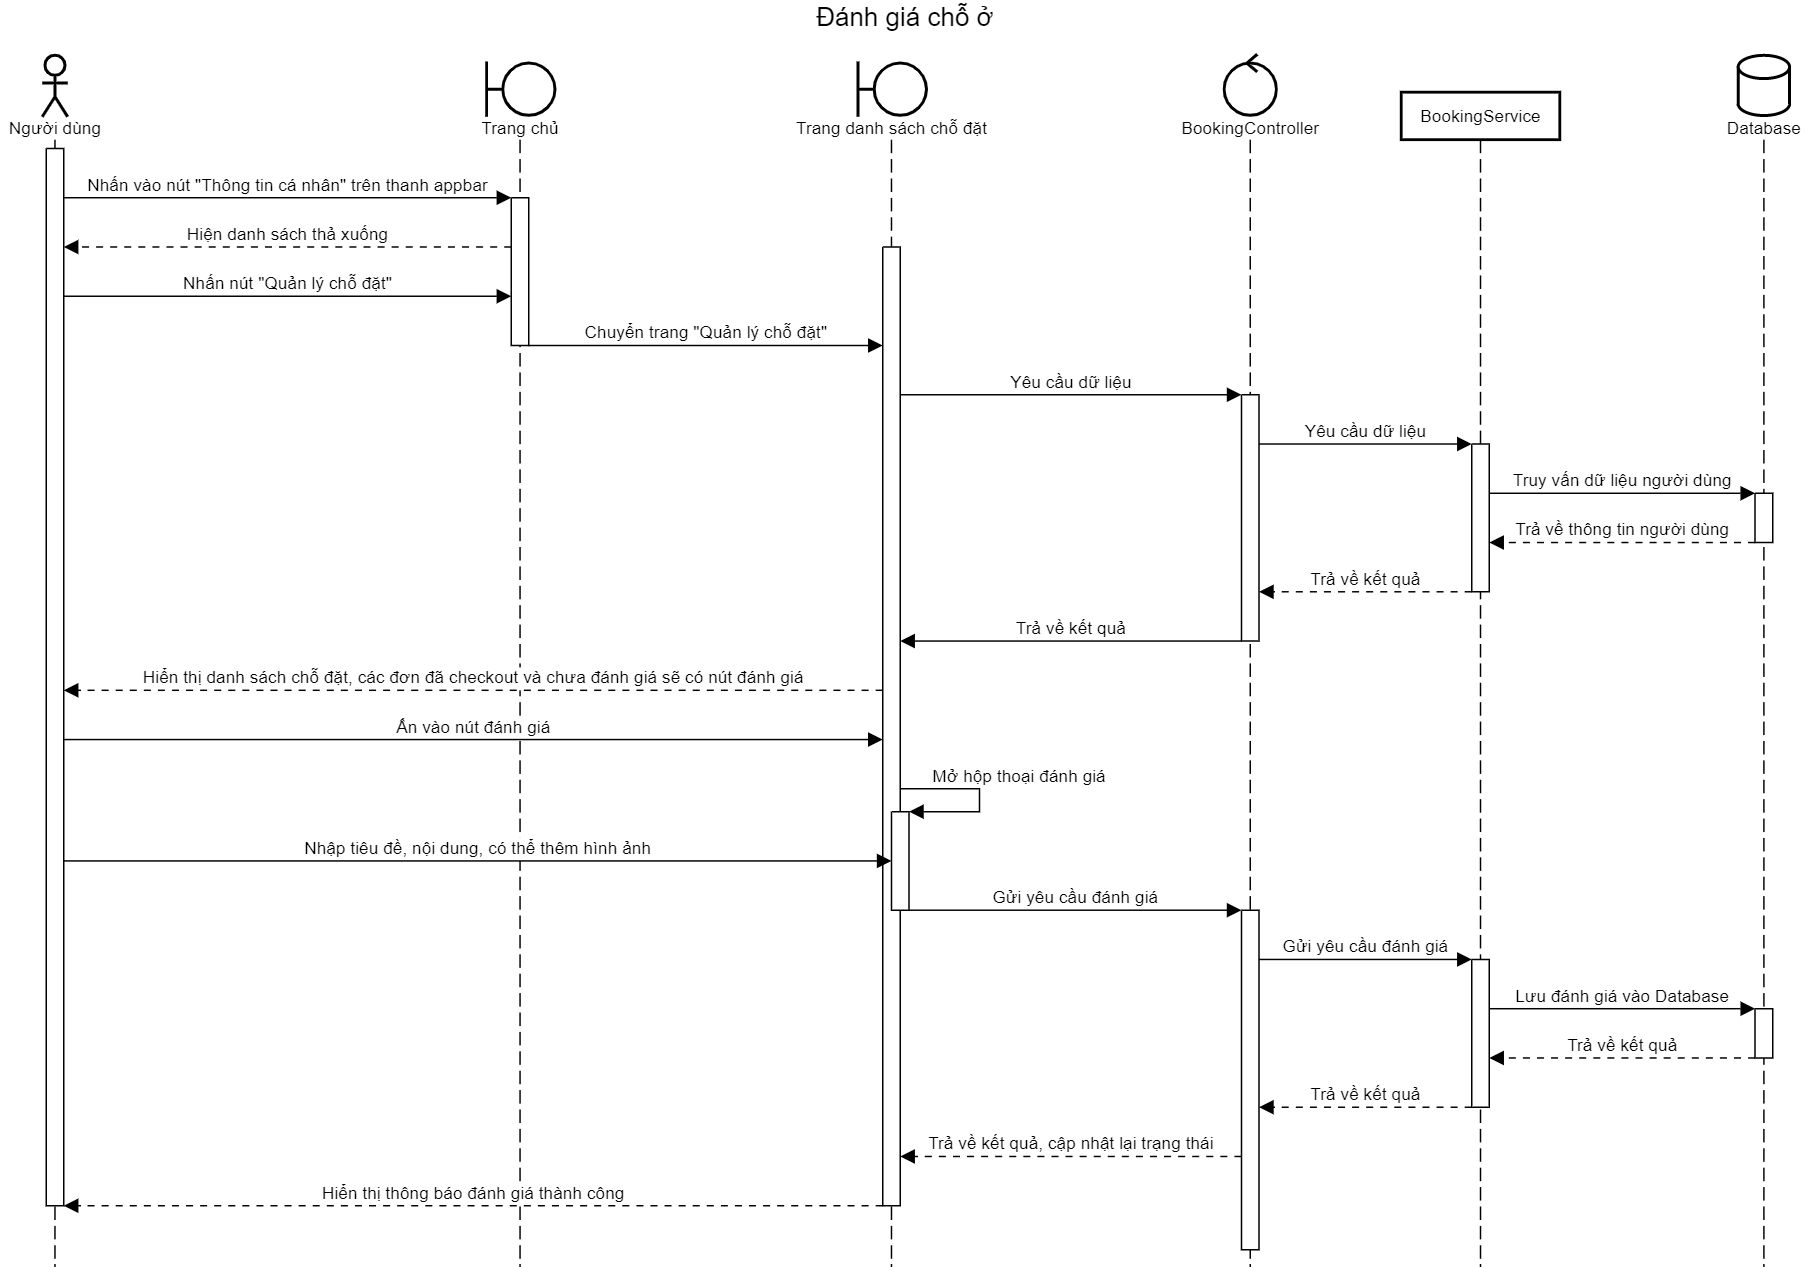 Đánh giá chỗ ở
Người dùng
Trang chủ
Trang danh sách chỗ đặt
BookingController
BookingService
Database
Nhấn vào nút "Thông tin cá nhân" trên thanh appbar
Hiện danh sách thả xuống
Nhấn nút "Quản lý chỗ đặt"
Chuyển trang "Quản lý chỗ đặt"
Yêu cầu dữ liệu
Yêu cầu dữ liệu
Truy vấn dữ liệu người dùng
Trả về thông tin người dùng
Trả về kết quả
Trả về kết quả
Hiển thị danh sách chỗ đặt, các đơn đã checkout và chưa đánh giá sẽ có nút đánh giá
Ấn vào nút đánh giá
Mở hộp thoại đánh giá
Nhập tiêu đề, nội dung, có thể thêm hình ảnh
Gửi yêu cầu đánh giá
Gửi yêu cầu đánh giá
Lưu đánh giá vào Database
Trả về kết quả
Trả về kết quả
Trả về kết quả, cập nhật lại trạng thái
Hiển thị thông báo đánh giá thành công